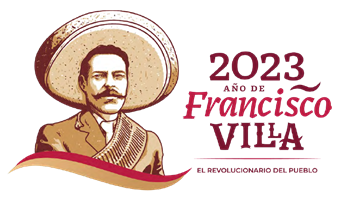 2023
AÑO DE
Francisco
VILLA
EL REVOLUCIONARIO DEL PUEBLO